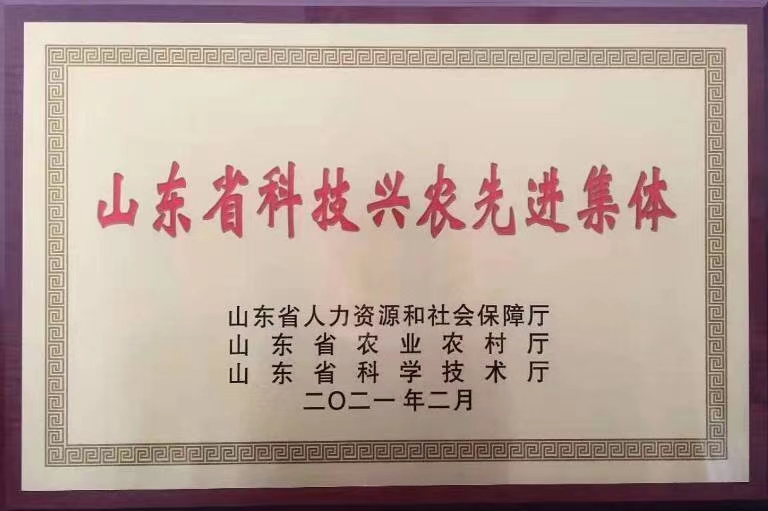 山东省科技兴农先进集体
山东省人力资源和社会保障厅
山东省农业农村厅
山东省科学技术厅
二〇二一年二月